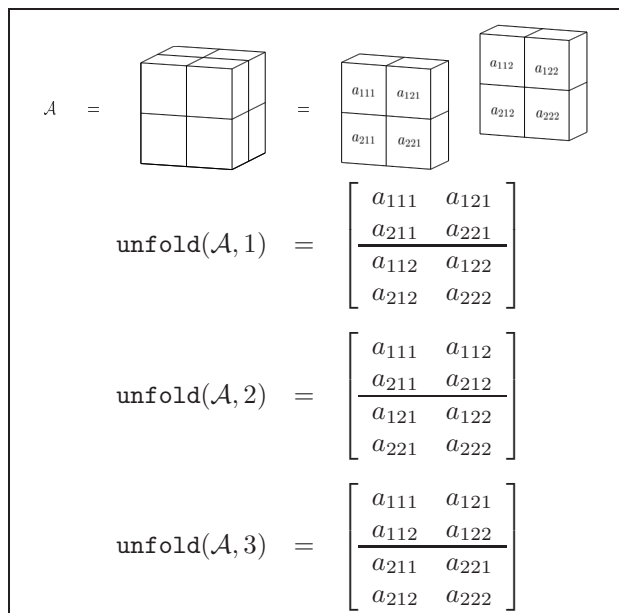 a₁₁₂ a₁₂₂
a₁₁₁ a₁₂₁
𝒜 = =
a₂₁₂ a₂₂₂
a₂₁₁ a₂₂₁
a₁₁₁ a₁₂₁
a₂₁₁ a₂₂₁
unfold(𝒜, 1) =
a₁₁₂ a₁₂₂
a₂₁₂ a₂₂₂
a₁₁₁ a₁₁₂
a₂₁₁ a₂₁₂
unfold(𝒜, 2) =
a₁₂₁ a₁₂₂
a₂₂₁ a₂₂₂
a₁₁₁ a₁₂₁
a₁₁₂ a₁₂₂
unfold(𝒜, 3) =
a₂₁₁ a₂₂₁
a₂₁₂ a₂₂₂